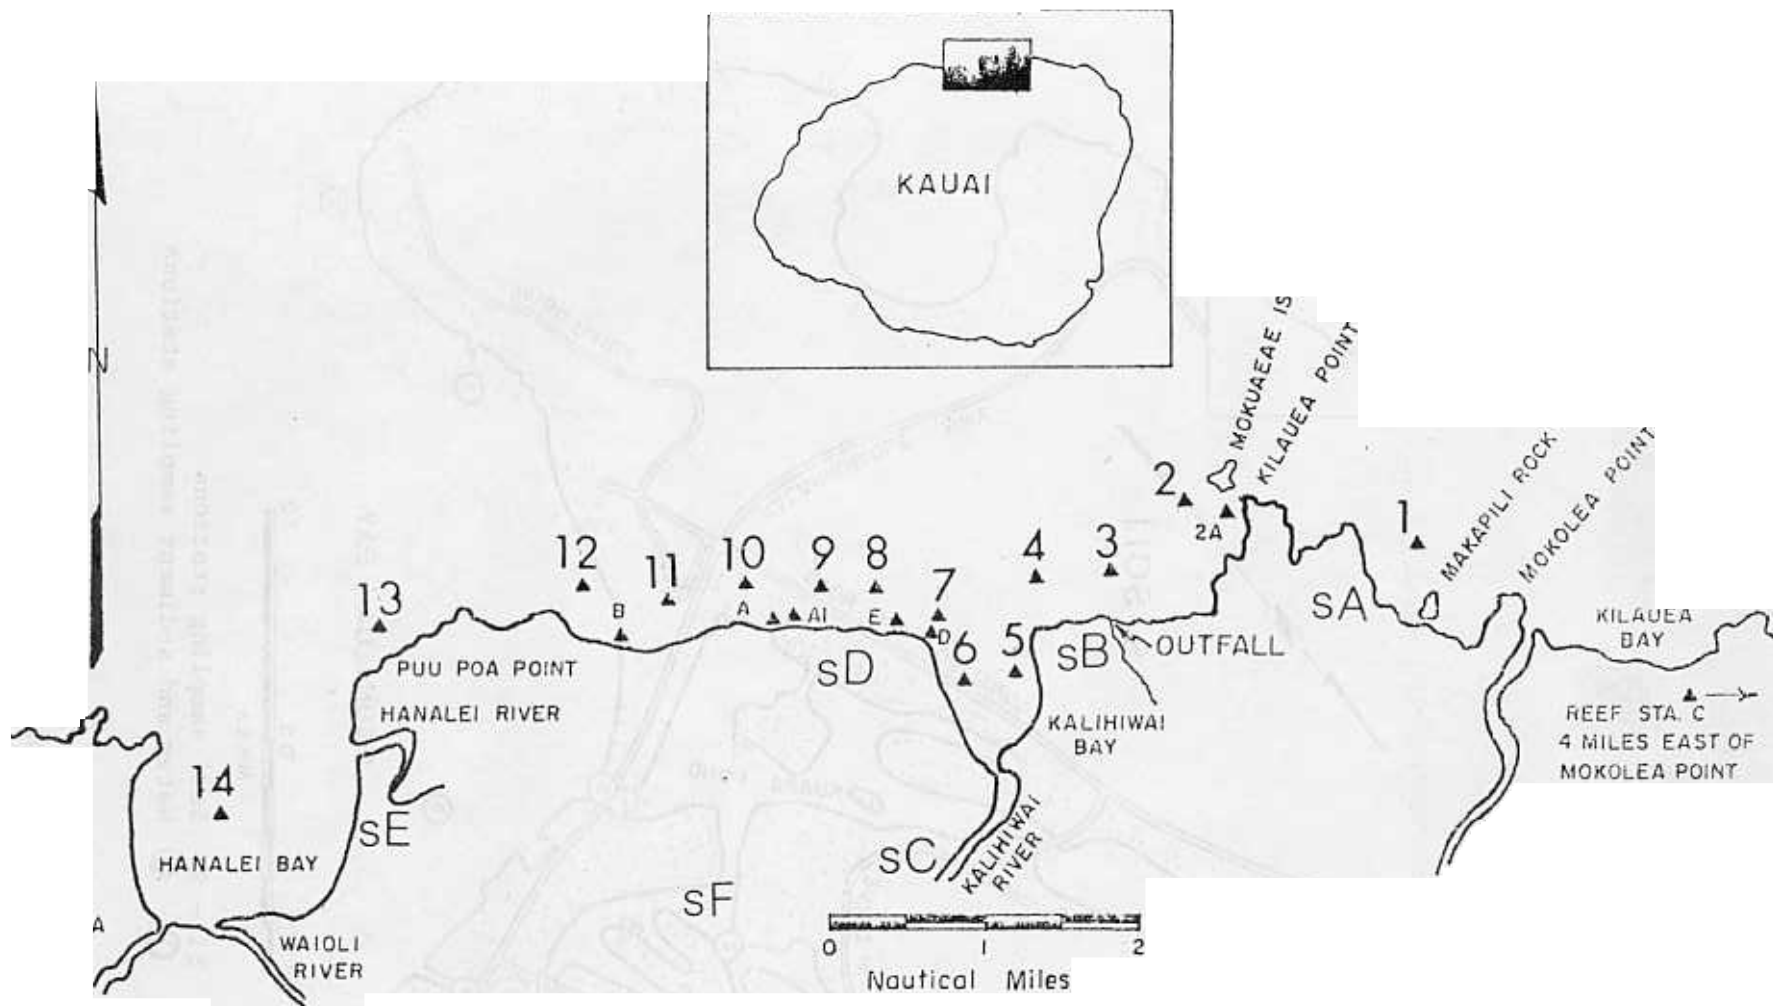 KAUAI
N
MOKUAEAE IS
KILAUEA POINT
MAKAPILI ROCK
MOKOLEA POINT
2
2A
1
12
11
10
9
8
7
4
3
13
B
A
A1
E
D
6
5
sA
sB
OUTFALL
KILAUEA
BAY
PUU POA POINT
sD
HANALEI RIVER
KALIHIWAI
BAY
REEF STA. C
4 MILES EAST OF
MOKOLEA POINT
14
sE
HANALEI BAY
sC
KALIHIWAI
RIVER
sF
A
WAIOLI
RIVER
0 1 2
Nautical Miles